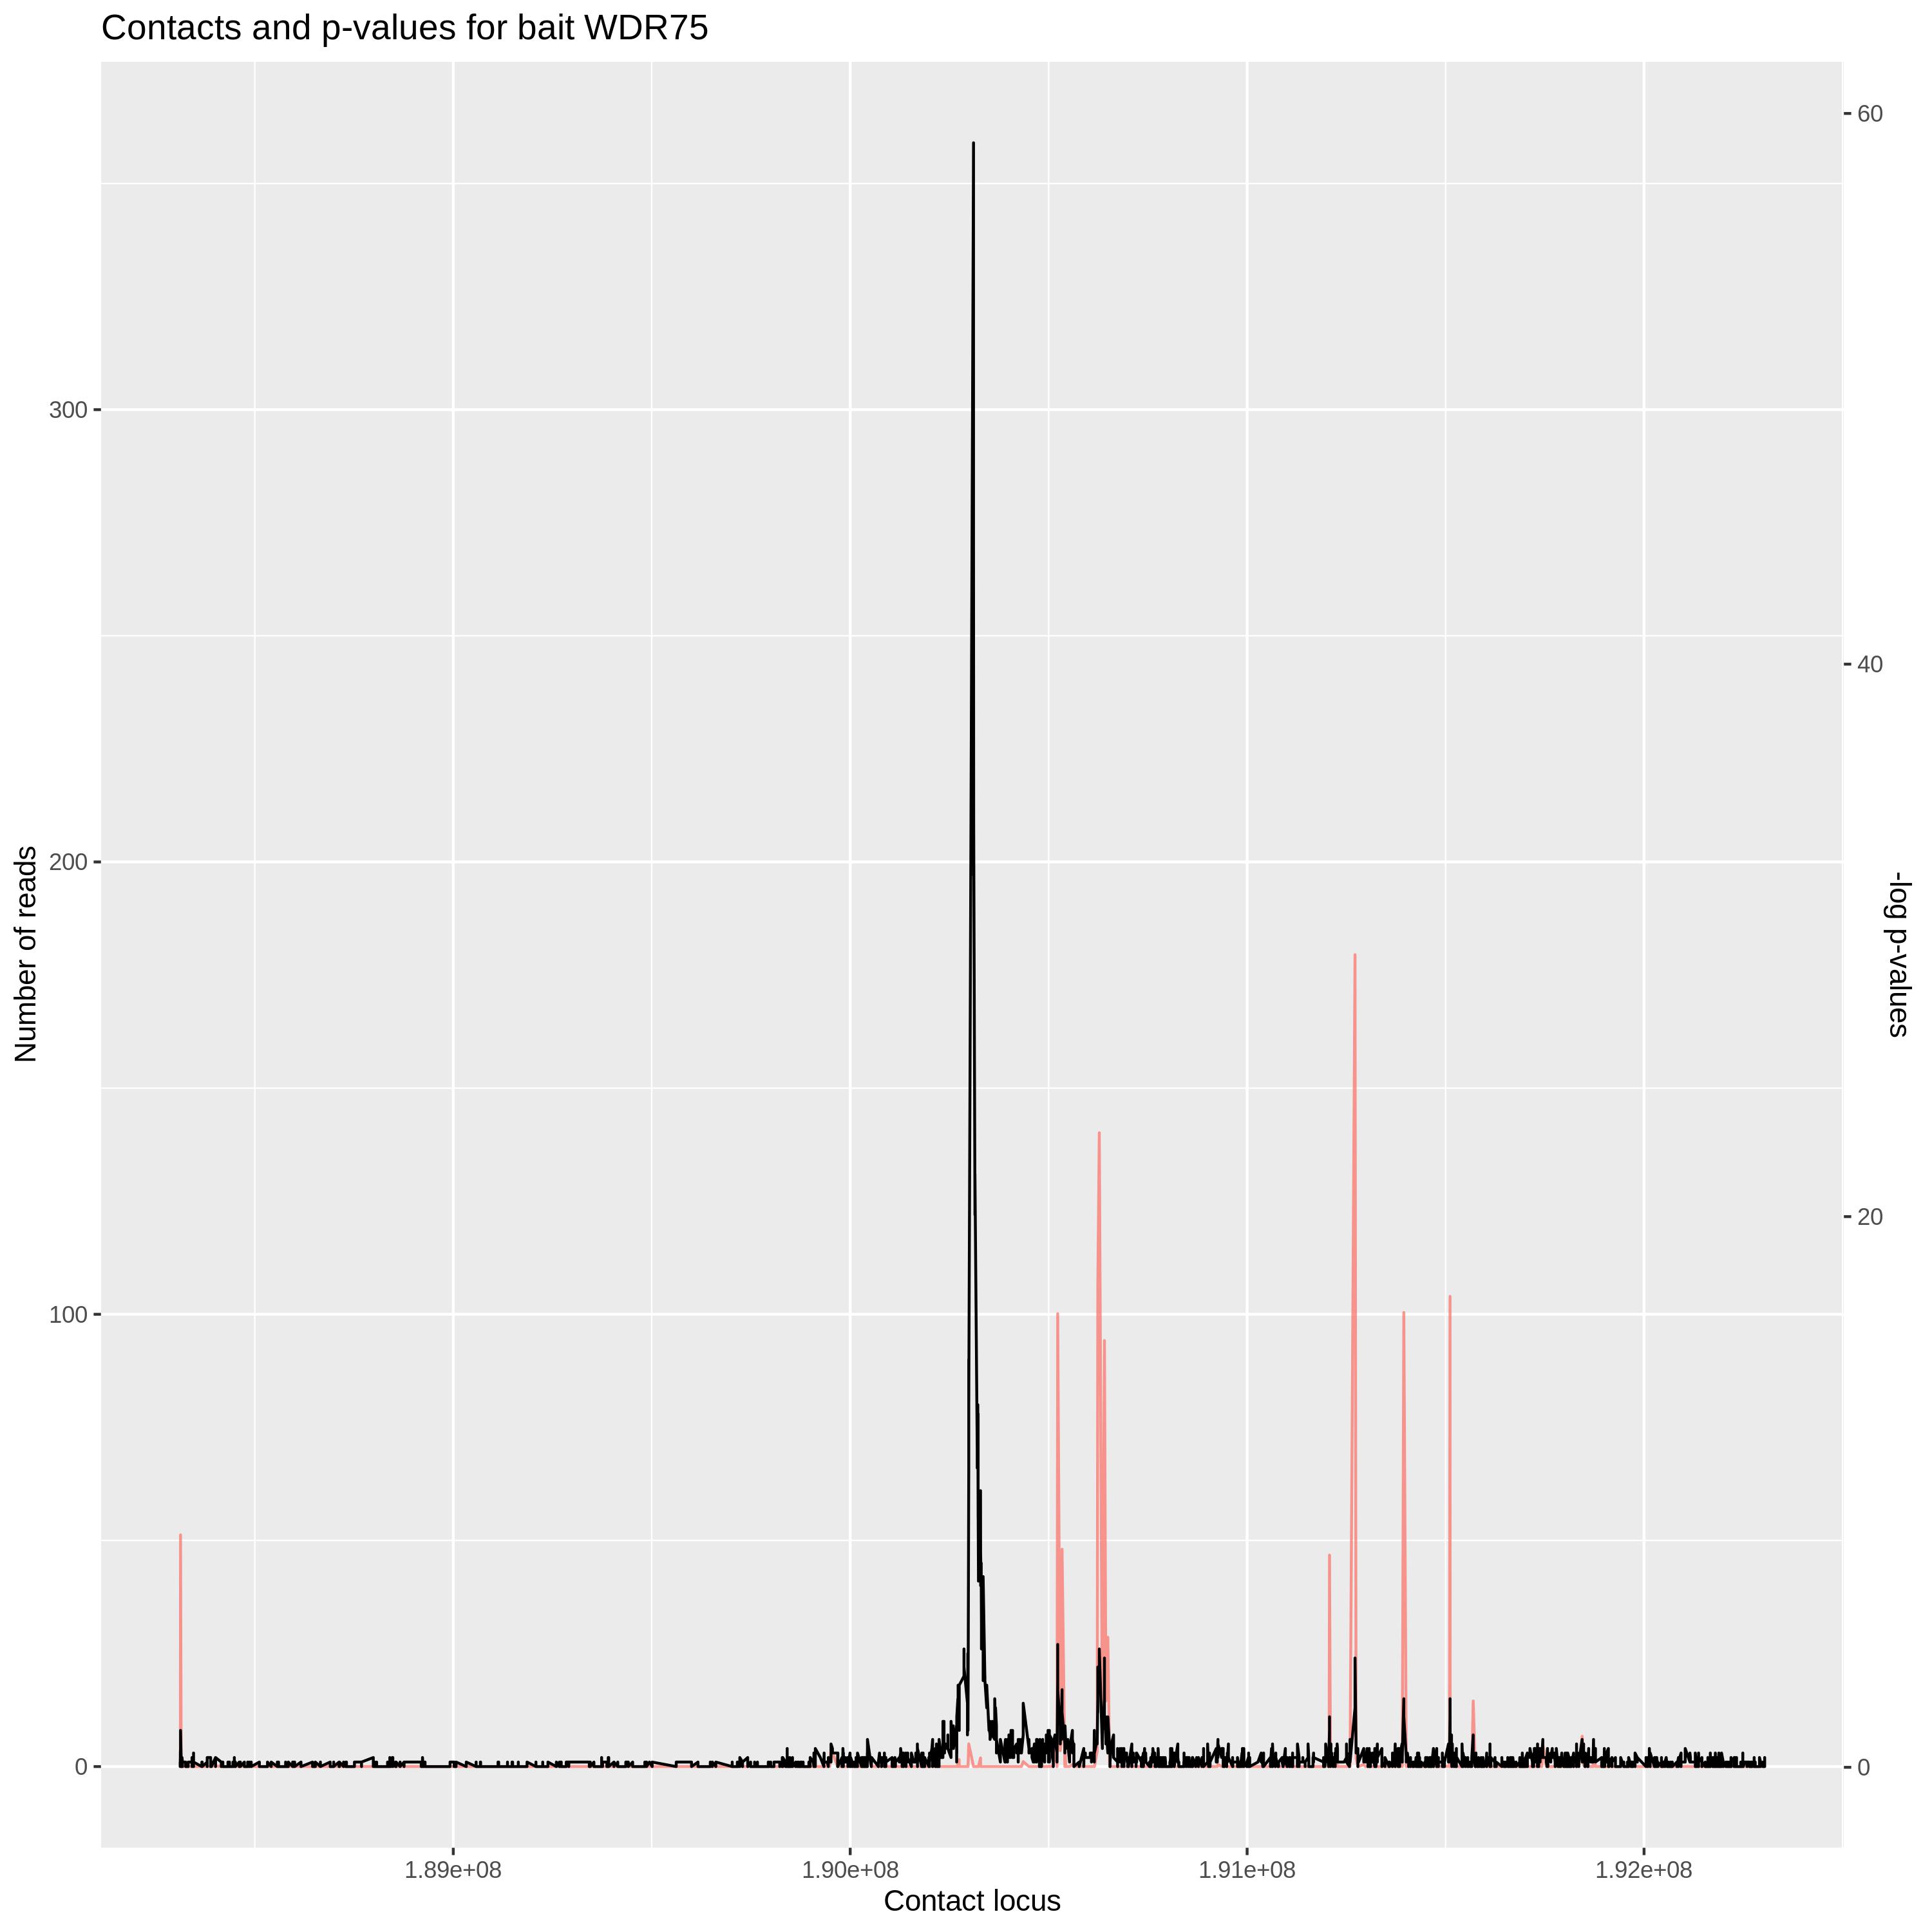 Contacts and p-values for bait WDR75
60
300
40
200
Number of reads
-log p-values
20
100
0
0
1.89e+08
1.90e+08
1.91e+08
1.92e+08
Contact locus